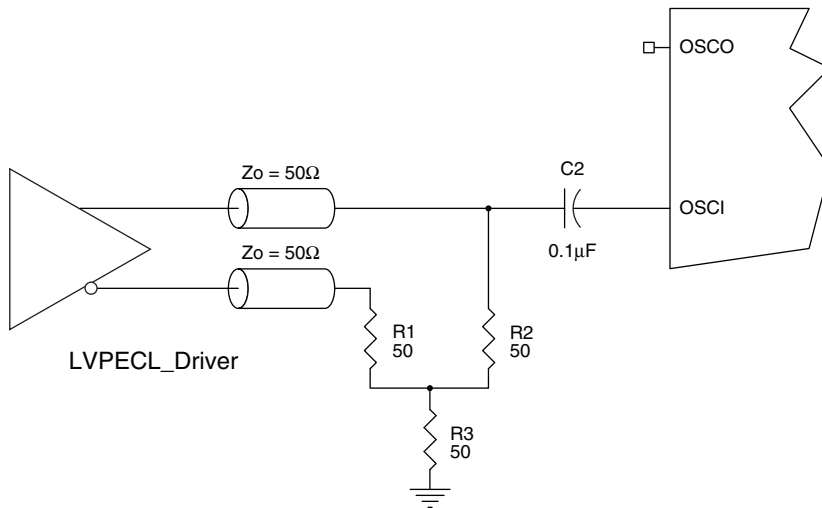 OSCO
Zo = 50Ω
C2
OSCI
0.1μF
Zo = 50Ω
R1
50
R2
50
LVPECL_Driver
R3
50